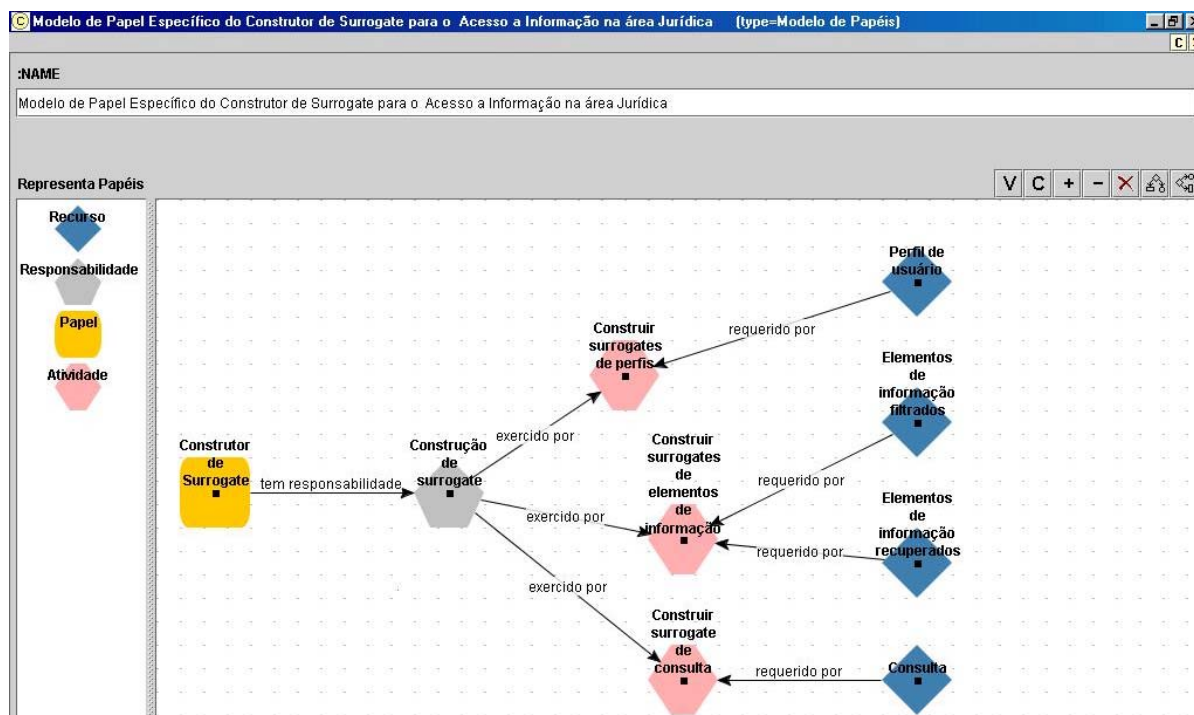 Modelo de Papel Específico do Construtor de Surrogate para o Acesso a Informação na área Jurídica (type=Modelo de Papéis)
C
:NAME
Modelo de Papel Específico do Construtor de Surrogate para o Acesso a Informação na área Jurídica
Representa Papéis
V C + -
Recurso
Responsabilidade
Papel
Atividade
Perfil de
usuário
requerido por
Construir
surrogates
de perfis
Elementos
de
informação
filtrados
exercido por
Construtor
de
Surrogate
tem responsabilidade
Construção
de
surrogate
Construir
surrogates
de
elementos
de
informação
requerido por
exercido por
Elementos
de
informação
recuperados
requerido por
exercido por
Construir
surrogate
de
consulta
requerido por
Consulta